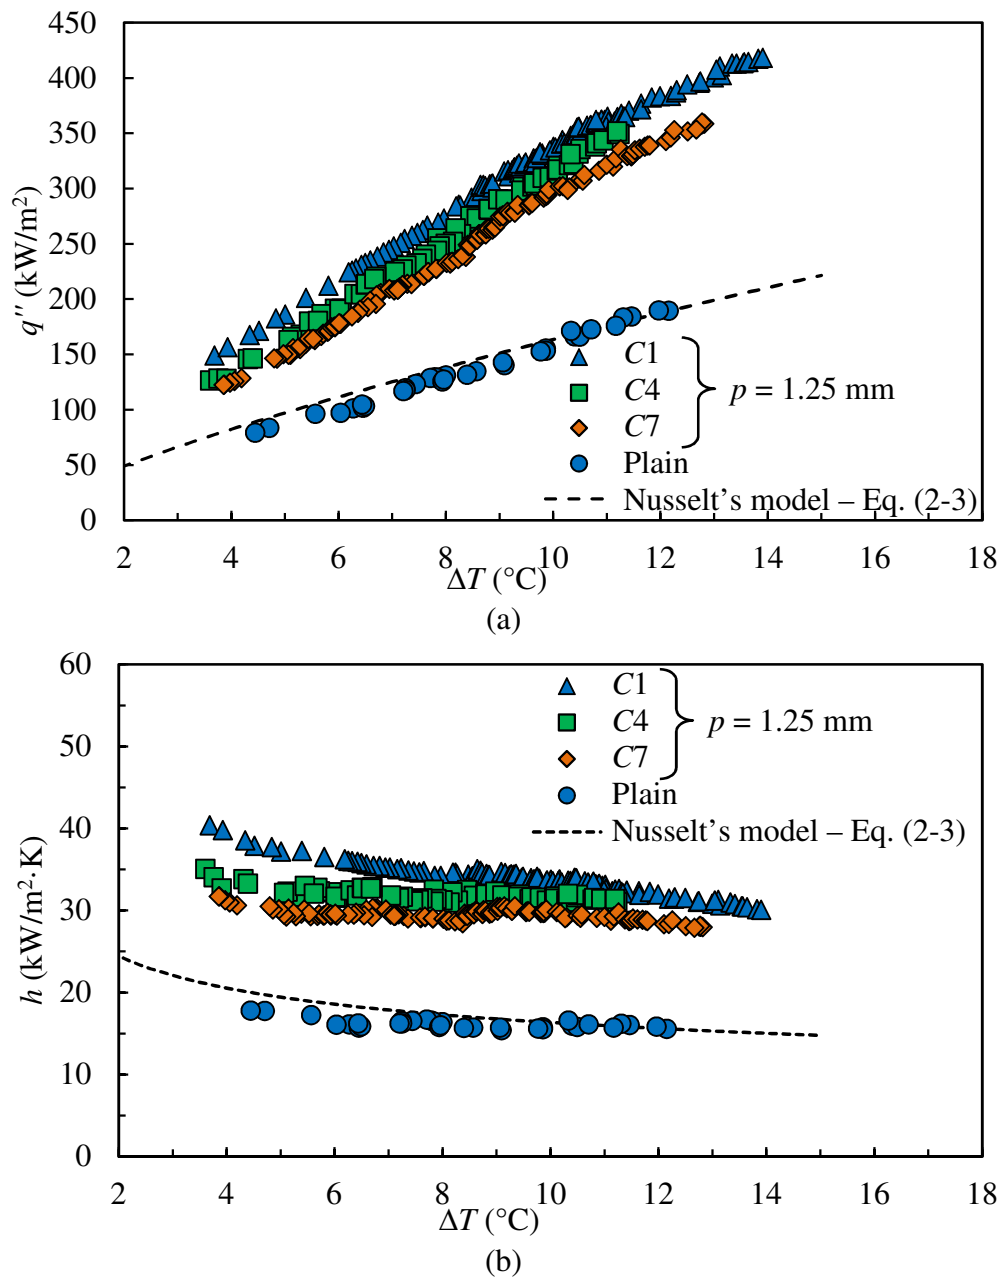 (a)
450
400
350
300
250
200
150
100
50
0
q'' (kW/m²)
C1
C4
C7
p = 1.25 mm
Plain
Nusselt's model – Eq. (2-3)
2 4 6 8 10 12 14 16 18
ΔT (°C)
(a)
60
50
40
30
20
10
0
h (kW/m²·K)
C1
C4
C7
p = 1.25 mm
Plain
Nusselt's model – Eq. (2-3)
2 4 6 8 10 12 14 16 18
ΔT (°C)
(b)